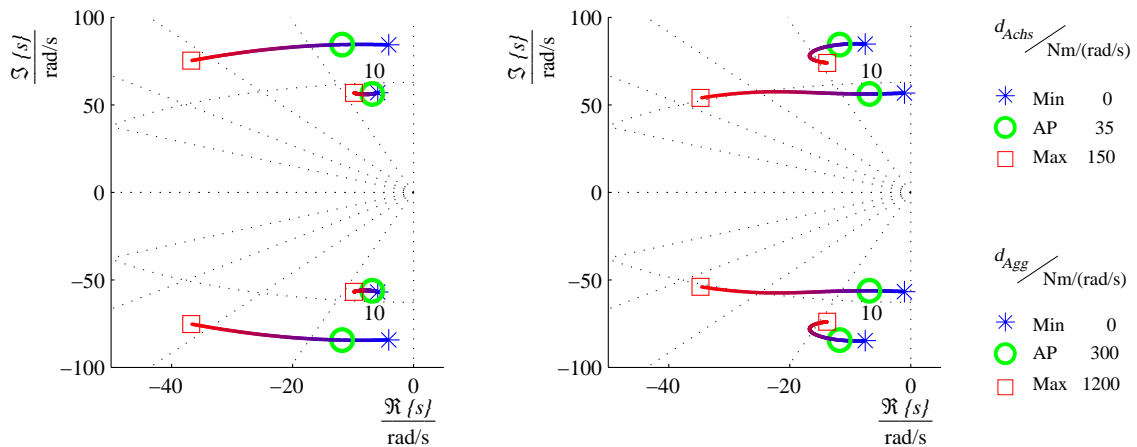 100
50
0
−50
−100
ℑ {s}
rad/s
10
10
−40
−20
0
ℜ {s}
rad/s
100
50
0
−50
−100
ℑ {s}
rad/s
10
10
−40
−20
0
ℜ {s}
rad/s
d_Achs / Nm/(rad/s)
Min 0
AP 35
Max 150
d_Agg / Nm/(rad/s)
Min 0
AP 300
Max 1200